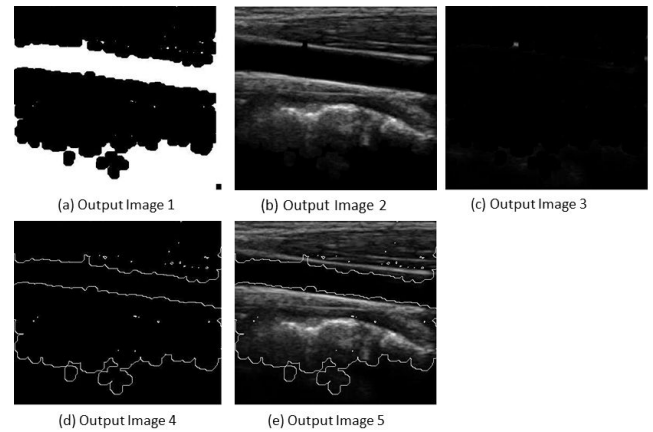 (a) Output Image 1
(b) Output Image 2
(c) Output Image 3
(d) Output Image 4
(e) Output Image 5